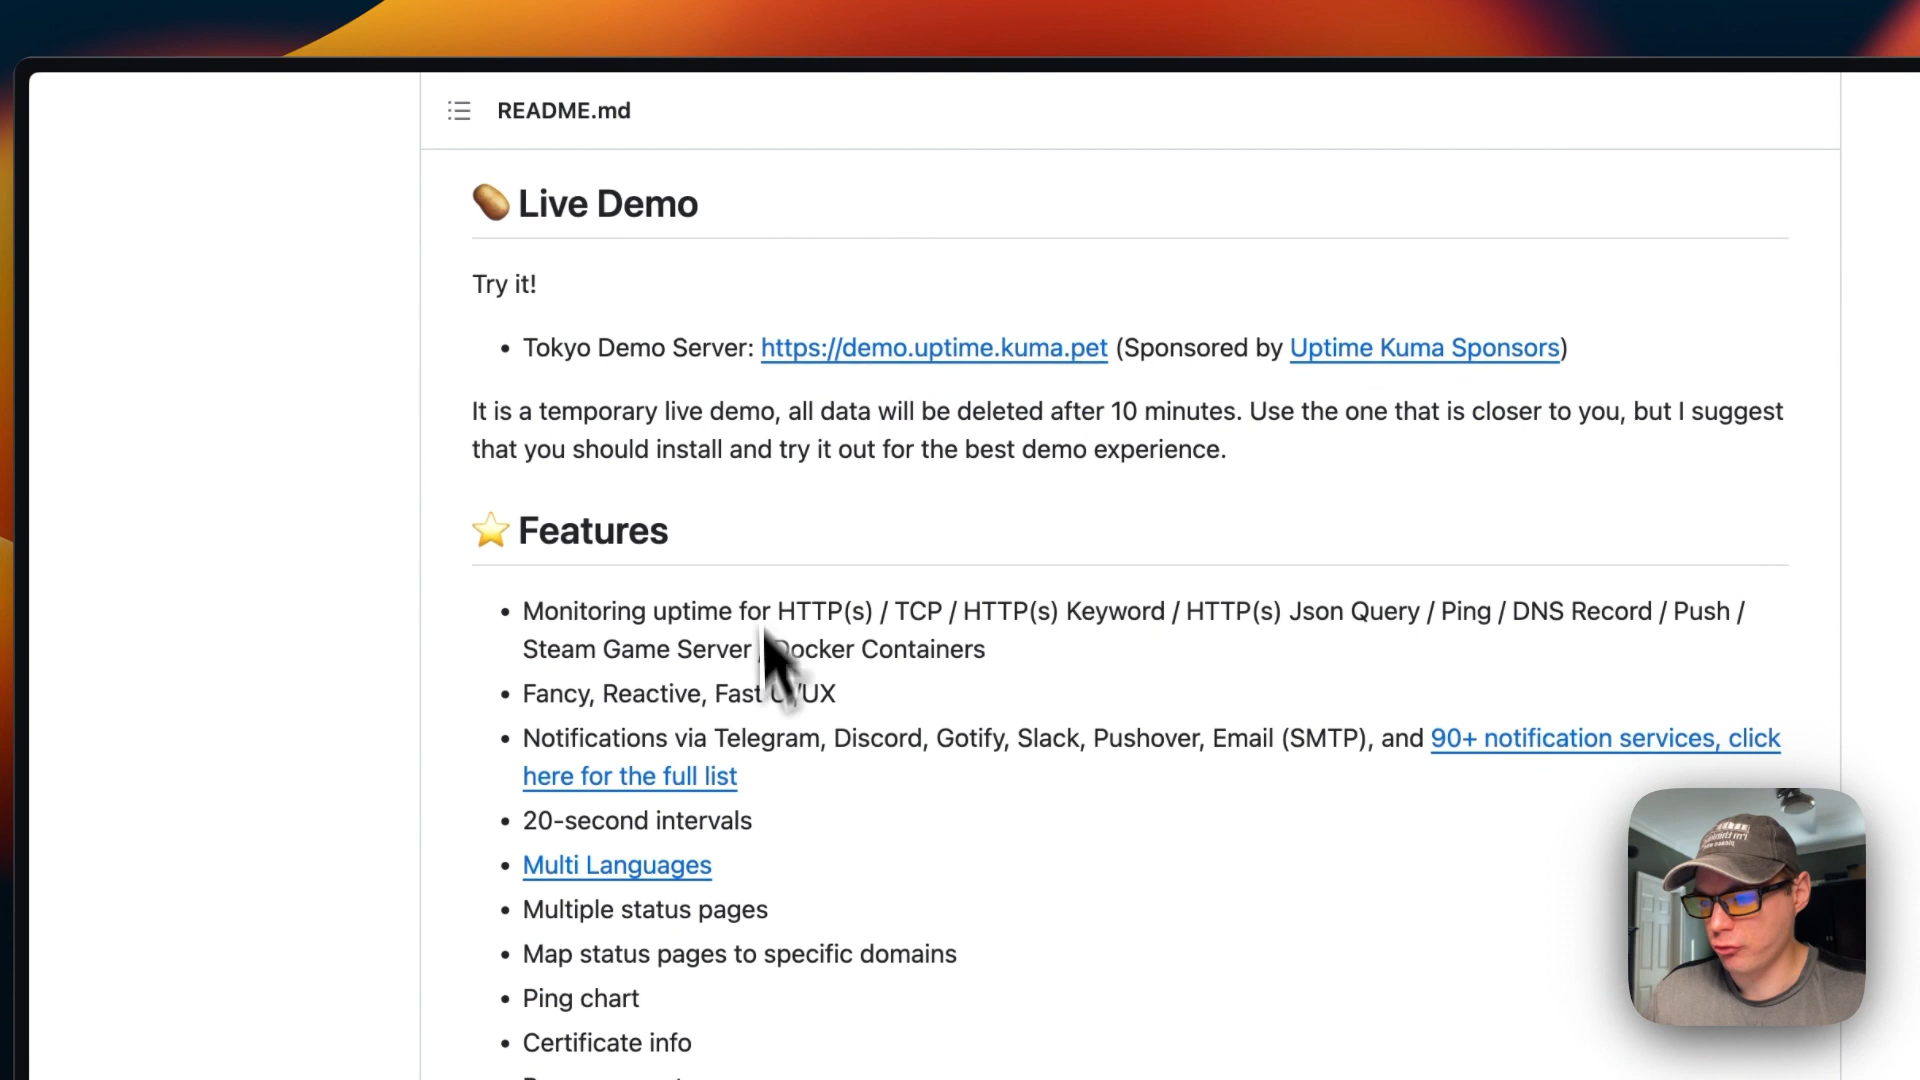 README.md
Live Demo
Try it!
Tokyo Demo Server: https://demo.uptime.kuma.pet (Sponsored by Uptime Kuma Sponsors)
It is a temporary live demo, all data will be deleted after 10 minutes. Use the one that is closer to you, but I suggest
that you should install and try it out for the best demo experience.
Features
Monitoring uptime for HTTP(s) / TCP / HTTP(s) Keyword / HTTP(s) Json Query / Ping / DNS Record / Push /
Steam Game Server / Docker Containers
Fancy, Reactive, Fast UI/UX
Notifications via Telegram, Discord, Gotify, Slack, Pushover, Email (SMTP), and 90+ notification services, click
here for the full list
20-second intervals
Multi Languages
Multiple status pages
Map status pages to specific domains
Ping chart
Certificate info